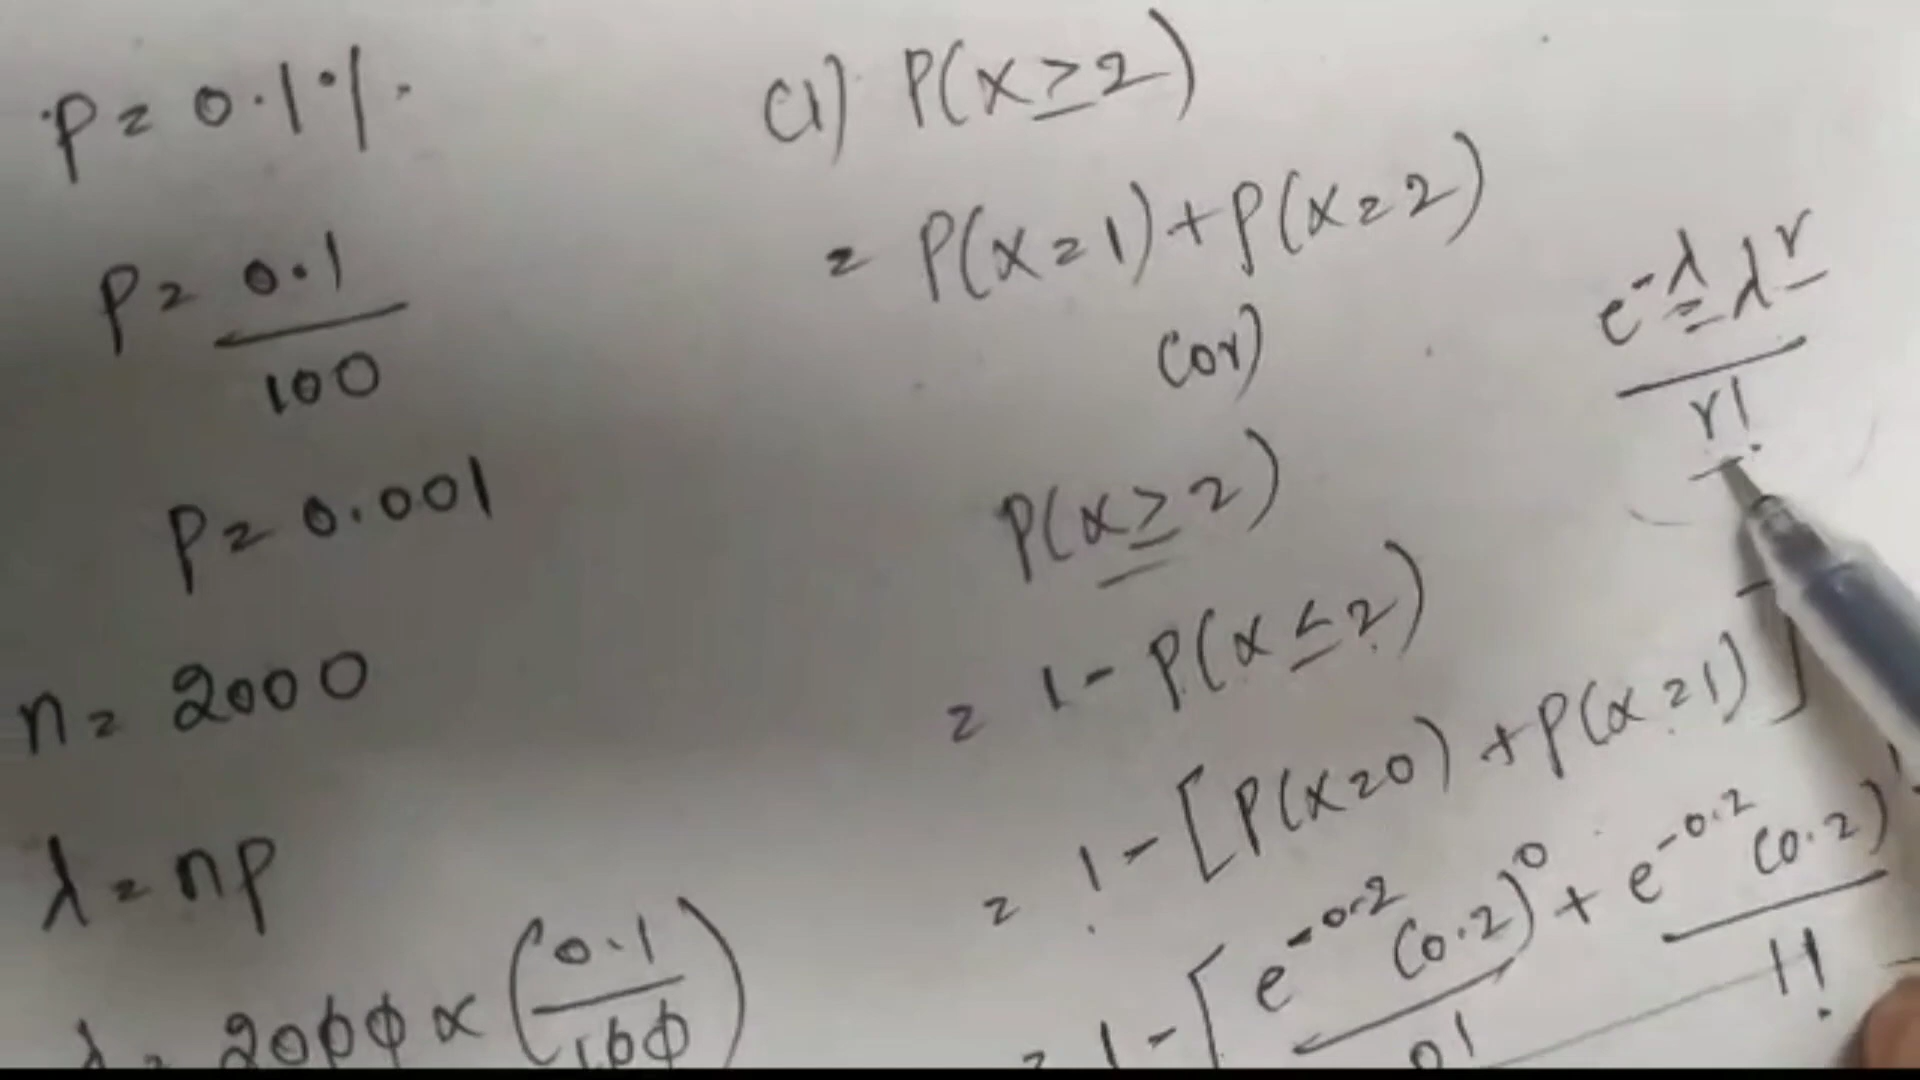 P = 0.1%.
P = 0.1/100
P = 0.001
n = 2000
λ = np
λ = 2000 × (0.1/100)
(1) P(x≥2)
= P(x=1)+P(x=2)
(or)
P(x≥2)
= 1 - P(x≤2)
= 1 - [P(x=0) + P(x=1)]
= 1 - [e^-0.2 (0.2)^0/0! + e^-0.2 (0.2)^1/1!
e^-λ λ^r/r!